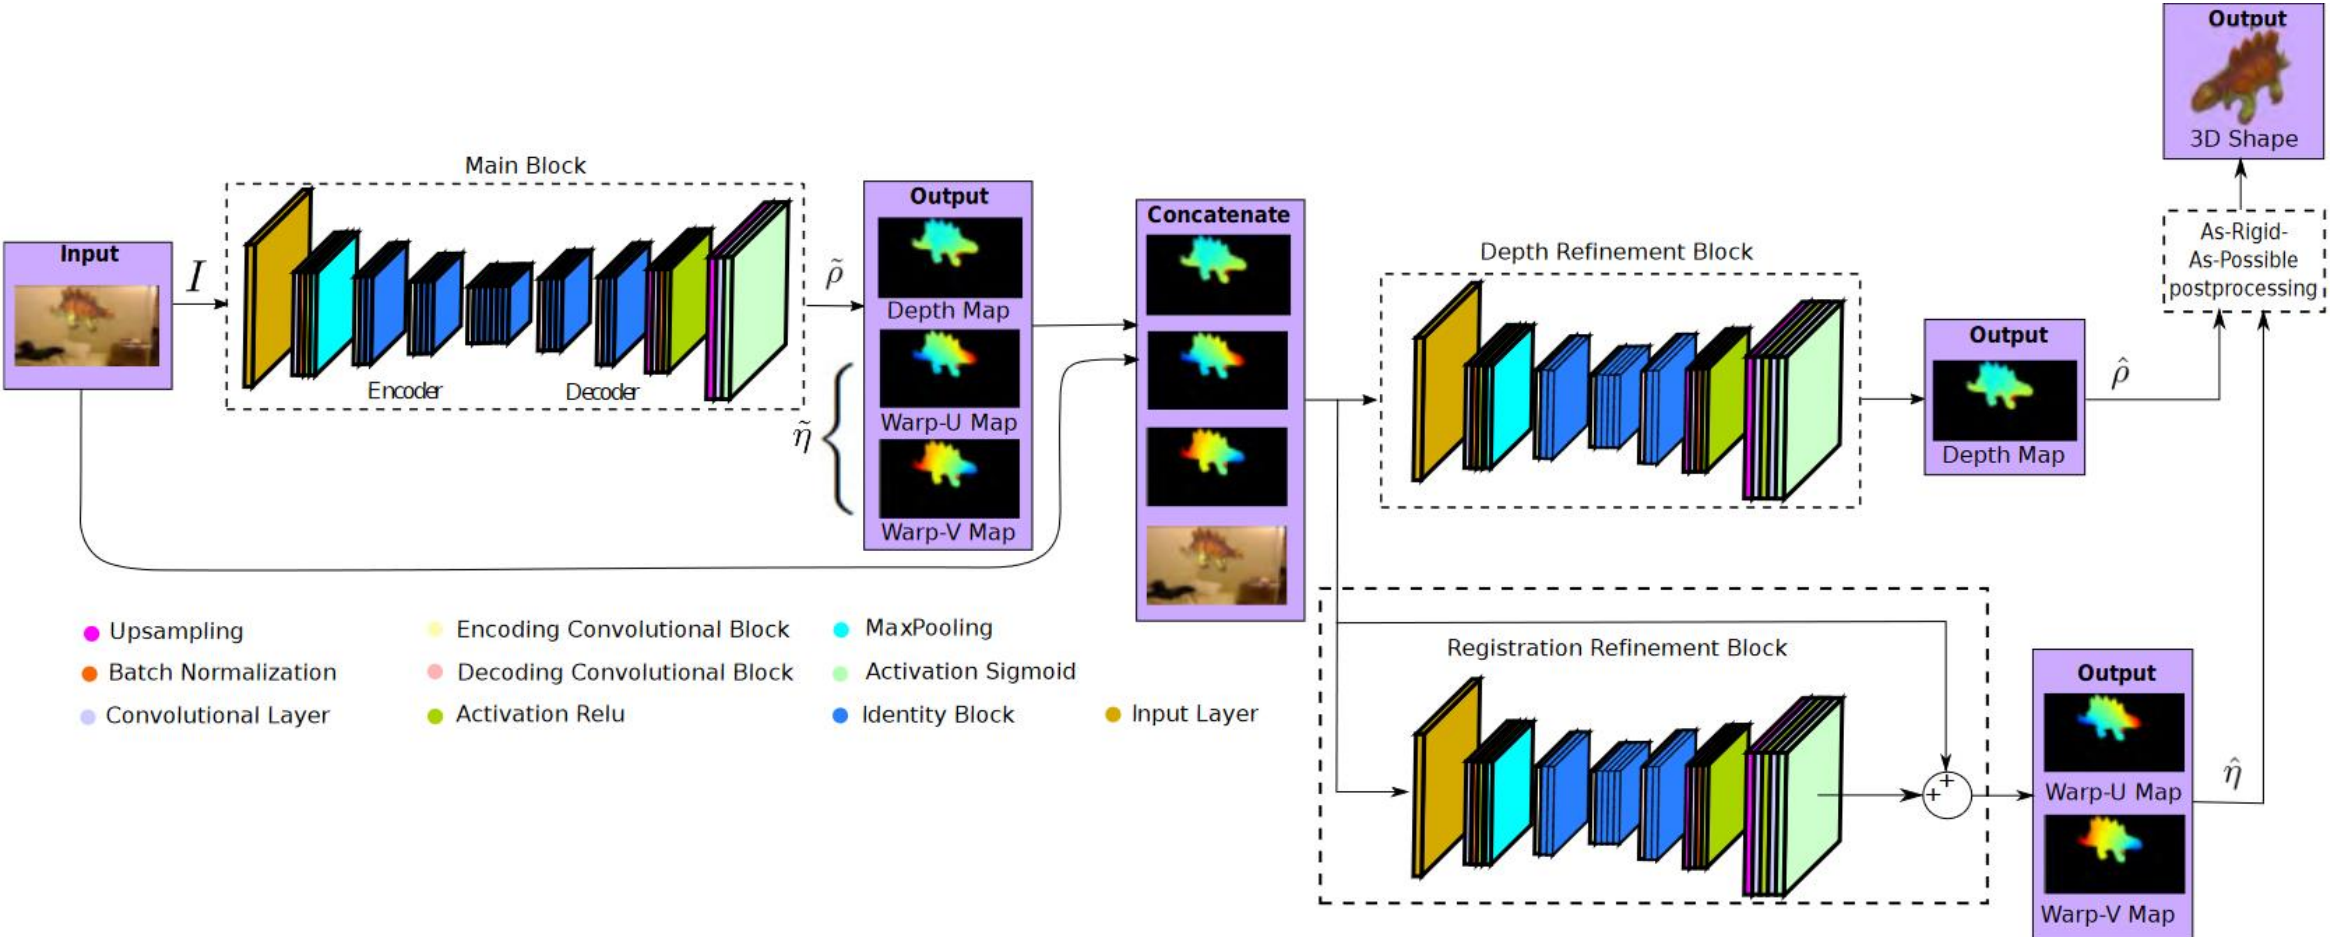 Output
3D Shape
As-Rigid-
As-Possible
postprocessing
Main Block
Input
I
Encoder
Decoder
ρ̃
η̃
Output
Depth Map
Warp-U Map
Warp-V Map
Concatenate
Depth Refinement Block
Output
Depth Map
ρ̂
Registration Refinement Block
+
+
Output
Warp-U Map
Warp-V Map
η̂
Upsampling
Batch Normalization
Convolutional Layer
Encoding Convolutional Block
Decoding Convolutional Block
Activation Relu
MaxPooling
Activation Sigmoid
Identity Block
Input Layer